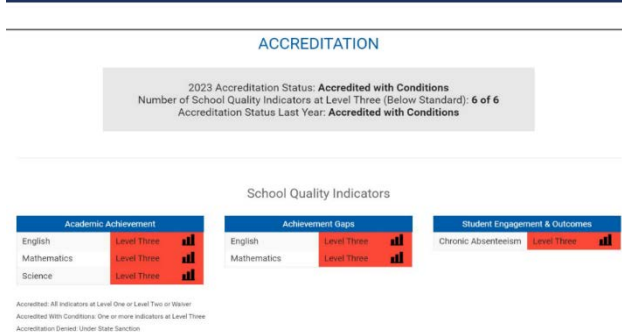 ACCREDITATION
2023 Accreditation Status: Accredited with Conditions
Number of School Quality Indicators at Level Three (Below Standard): 6 of 6
Accreditation Status Last Year: Accredited with Conditions
School Quality Indicators
Academic Achievement
English Level Three
Mathematics Level Three
Science Level Three
Achievement Gaps
English Level Three
Mathematics Level Three
Student Engagement & Outcomes
Chronic Absenteeism Level Three
Accredited: All indicators at Level One or Level Two or Waiver
Accredited With Conditions: One or more indicators at Level Three
Accreditation Denied: Under State Sanction